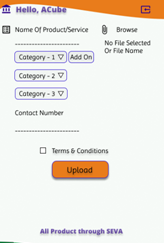 Hello, ACube
Name Of Product/Service
Browse
No File Selected
Or File Name
------------------------
Category - 1 ▽
Add On
Category - 2 ▽
Category - 3 ▽
Contact Number
------------------------
Terms & Conditions
Upload
All Product through SEVA